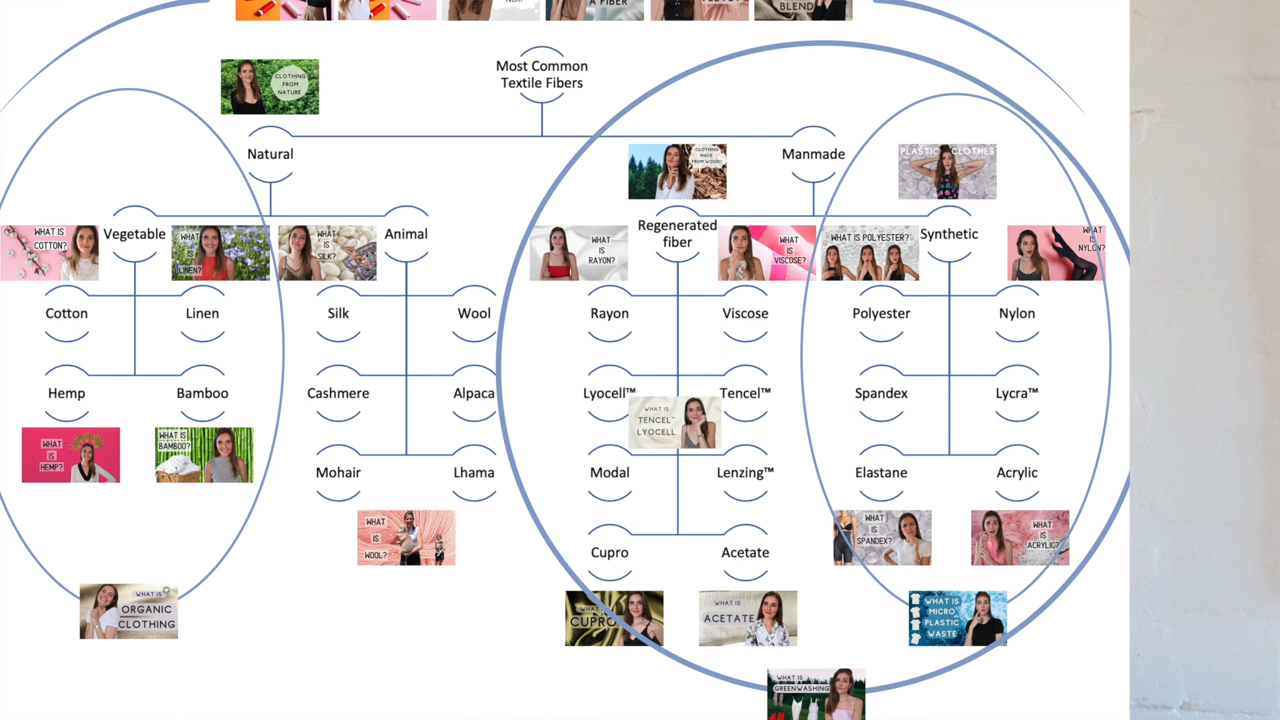 A FIBER
BLEND
Most Common
Textile Fibers
CLOTHING
FROM
NATURE
Natural
Manmade
CLOTHING
MADE
FROM WOOD?
PLASTIC CLOTHES
Vegetable
Animal
Regenerated
fiber
Synthetic
WHAT IS
COTTON?
WHAT
IS
LINEN?
WHAT
IS
SILK?
WHAT
IS
RAYON?
WHAT
IS
VISCOSE?
WHAT IS POLYESTER?
WHAT
IS
NYLON?
Cotton
Linen
Silk
Wool
Rayon
Viscose
Polyester
Nylon
Hemp
Bamboo
Cashmere
Alpaca
Lyocell™
Tencel™
Spandex
Lycra™
WHAT IS
TENCEL™
LYOCELL
WHAT
IS
HEMP?
WHAT IS
BAMBOO?
Mohair
Lhama
Modal
Lenzing™
Elastane
Acrylic
WHAT
IS
WOOL?
WHAT
IS
SPANDEX?
WHAT
IS
ACRYLIC?
Cupro
Acetate
WHAT IS
ORGANIC
CLOTHING
CUPRO
WHAT IS
ACETATE
WHAT IS
MICRO
PLASTIC
WASTE
WHAT IS
GREENWASHING